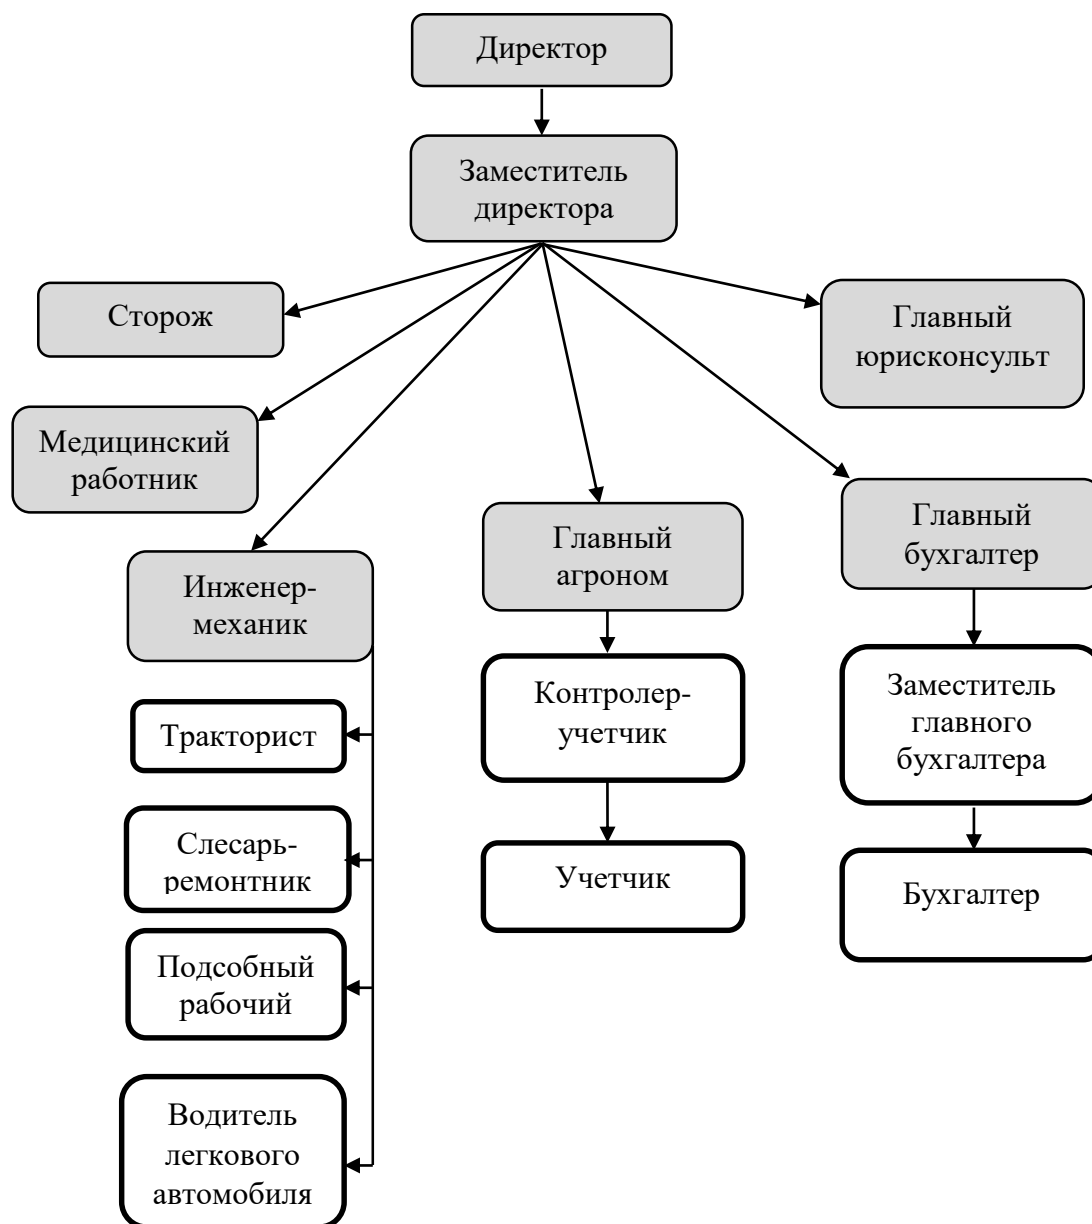 Директор
Заместитель
директора
Сторож
Главный
юрисконсульт
Медицинский
работник
Главный
бухгалтер
Главный
агроном
Инженер-
механик
Контролер-
учетчик
Заместитель
главного
бухгалтера
Тракторист
Слесарь-
ремонтник
Учетчик
Бухгалтер
Подсобный
рабочий
Водитель
легкового
автомобиля